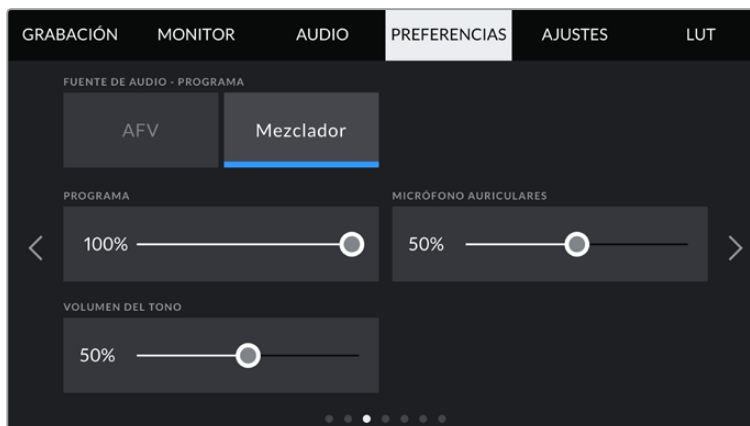 GRABACIÓN MONITOR AUDIO PREFERENCIAS AJUSTES LUT
FUENTE DE AUDIO - PROGRAMA
AFV Mezclador
PROGRAMA MICRÓFONO AURICULARES
100% 50%
VOLUMEN DEL TONO
50%